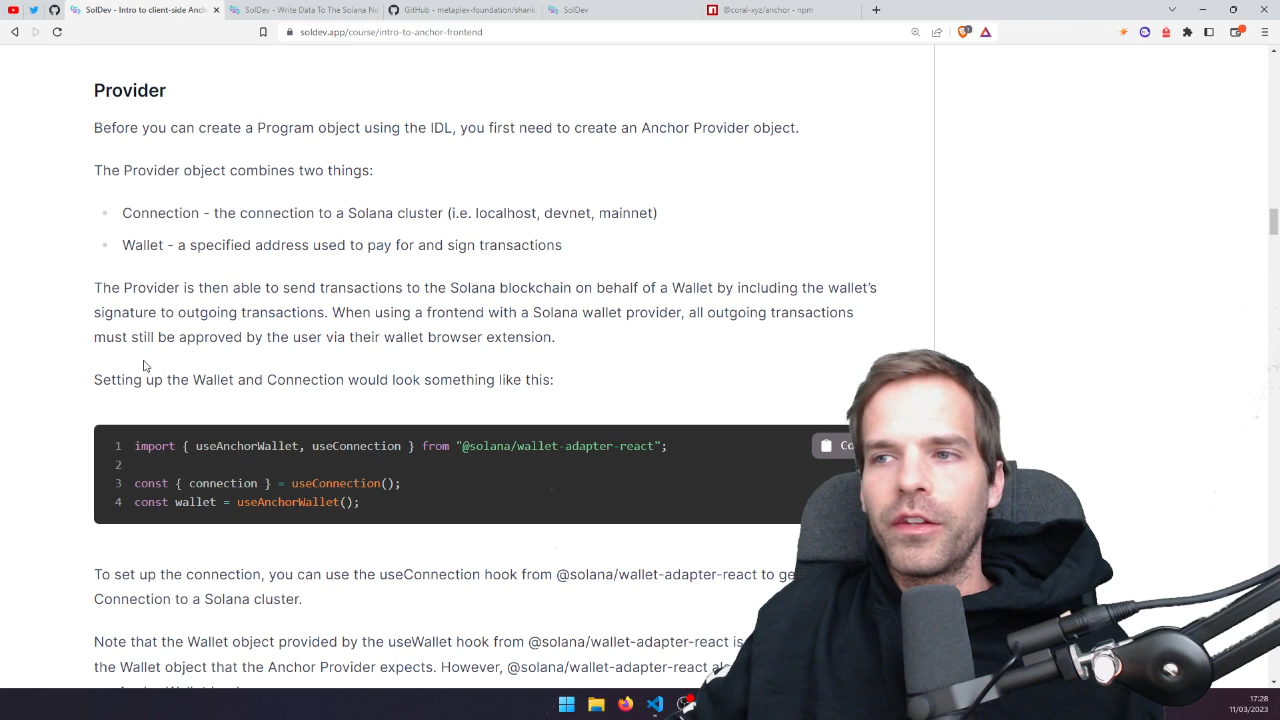 SolDev - Intro to client-side Anch
SolDev - Write Data To The Solana Ne
GitHub - metaplex-foundation/shank
SolDev
@coral-xyz/anchor - npm
soldev.app/course/intro-to-anchor-frontend
Provider
Before you can create a Program object using the IDL, you first need to create an Anchor Provider object.
The Provider object combines two things:
Connection - the connection to a Solana cluster (i.e. localhost, devnet, mainnet)
Wallet - a specified address used to pay for and sign transactions
The Provider is then able to send transactions to the Solana blockchain on behalf of a Wallet by including the wallet's
signature to outgoing transactions. When using a frontend with a Solana wallet provider, all outgoing transactions
must still be approved by the user via their wallet browser extension.
Setting up the Wallet and Connection would look something like this:
1 import { useAnchorWallet, useConnection } from "@solana/wallet-adapter-react";
Co
2
3 const { connection } = useConnection();
4 const wallet = useAnchorWallet();
To set up the connection, you can use the useConnection hook from @solana/wallet-adapter-react to ge
Connection to a Solana cluster.
Note that the Wallet object provided by the useWallet hook from @solana/wallet-adapter-react is
the Wallet object that the Anchor Provider expects. However, @solana/wallet-adapter-react al
17:28
11/03/2023